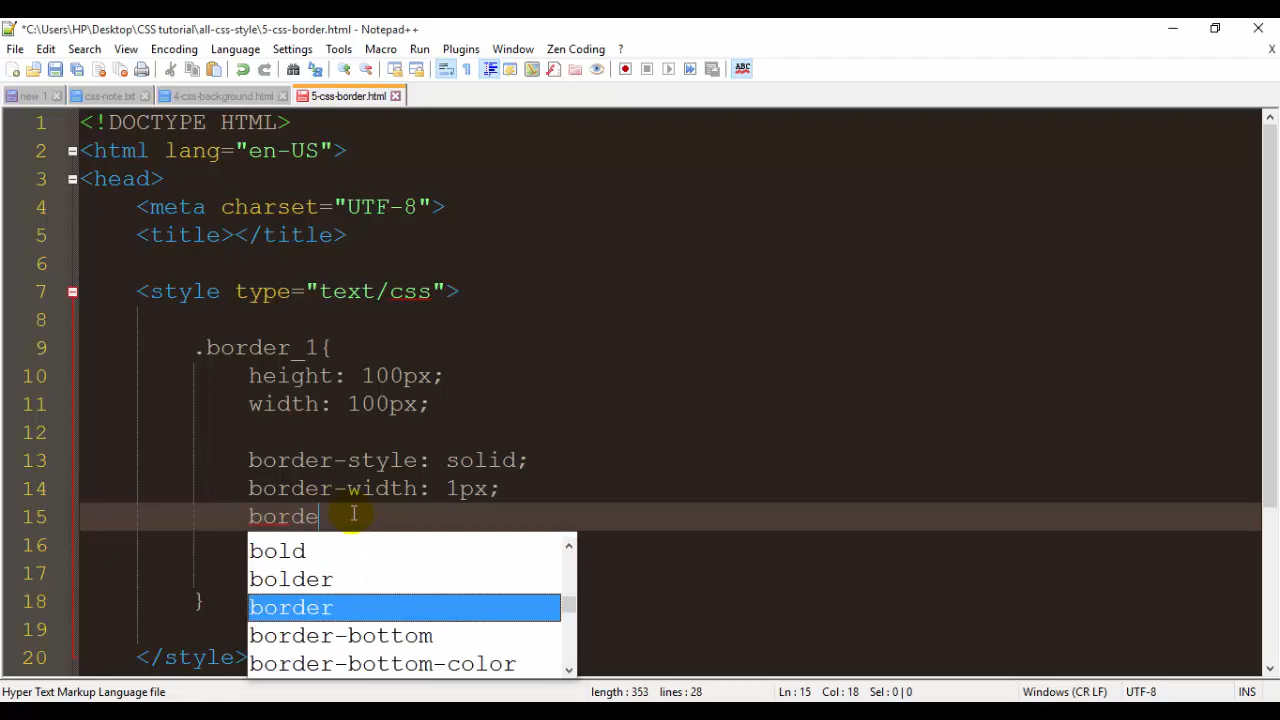 *C:\Users\HP\Desktop\CSS tutorial\all-css-style\5-css-border.html - Notepad++
File Edit Search View Encoding Language Settings Tools Macro Run Plugins Window Zen Coding ? X
ABC
new 1 css-note.txt 4-css-background.html 5-css-border.html
1 <!DOCTYPE HTML>
2 <html lang="en-US">
3 <head>
4 <meta charset="UTF-8">
5 <title></title>
6
7 <style type="text/css">
8
9 .border_1{
10 height: 100px;
11 width: 100px;
12
13 border-style: solid;
14 border-width: 1px;
15 borde
16 bold
17 bolder
18 } border
19 border-bottom
20 </style> border-bottom-color
Hyper Text Markup Language file length : 353 lines : 28 Ln : 15 Col : 18 Sel : 0 | 0 Windows (CR LF) UTF-8 INS